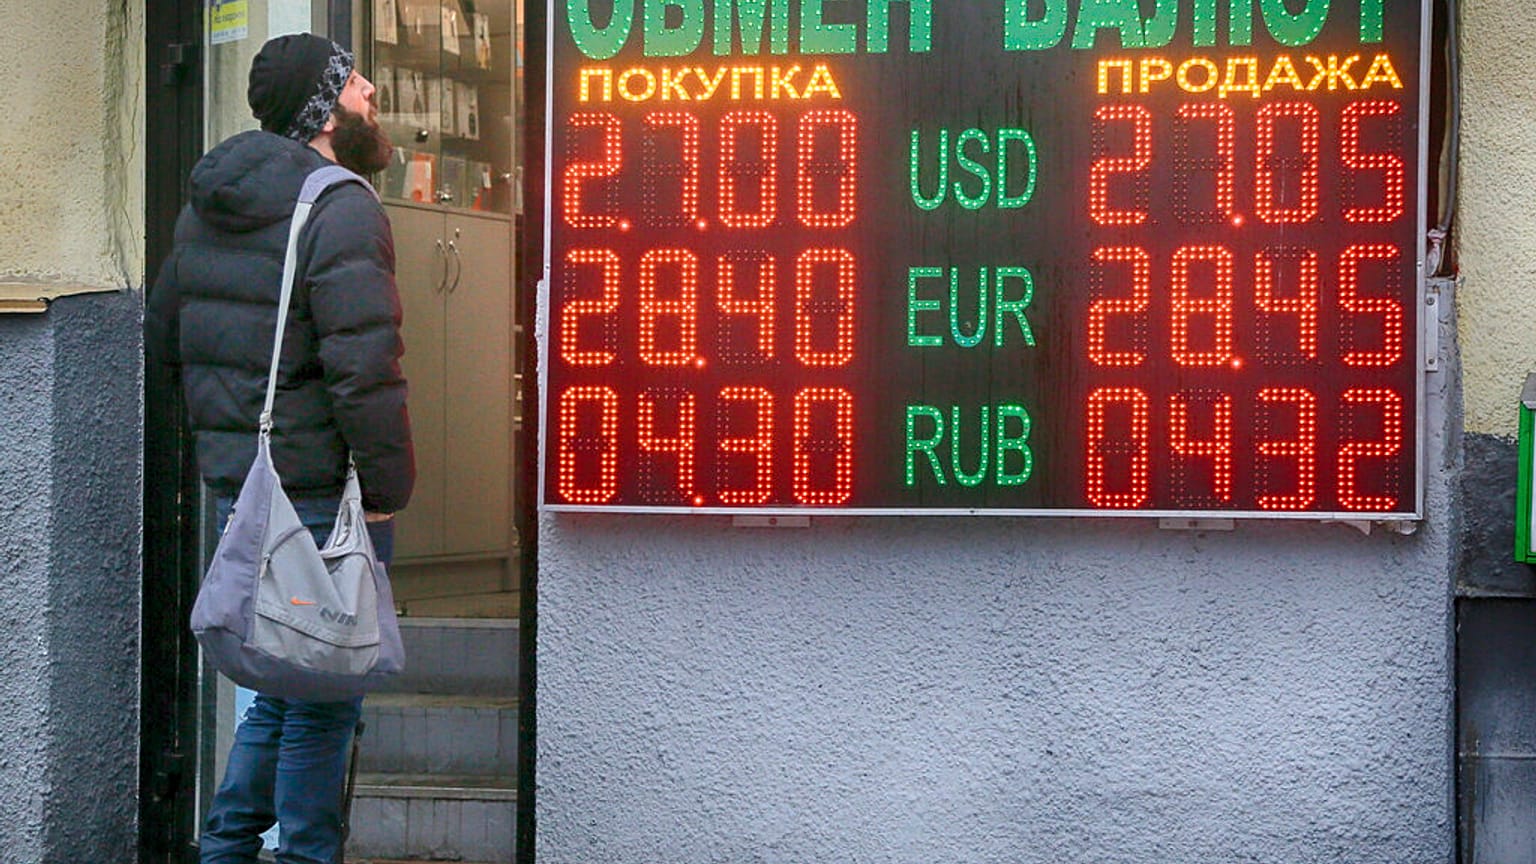 ОБМЕН ВАЛЮТ
ПОКУПКА ПРОДАЖА
27.00 USD 27.05
28.40 EUR 28.45
04.30 RUB 04.32
NIKE